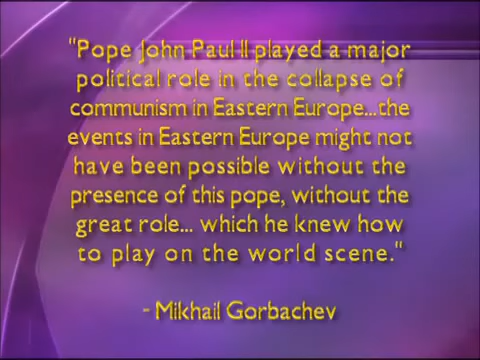 "Pope John Paul II played a major
political role in the collapse of
communism in Eastern Europe...the
events in Eastern Europe might not
have been possible without the
presence of this pope, without the
great role... which he knew how
to play on the world scene."
- Mikhail Gorbachev